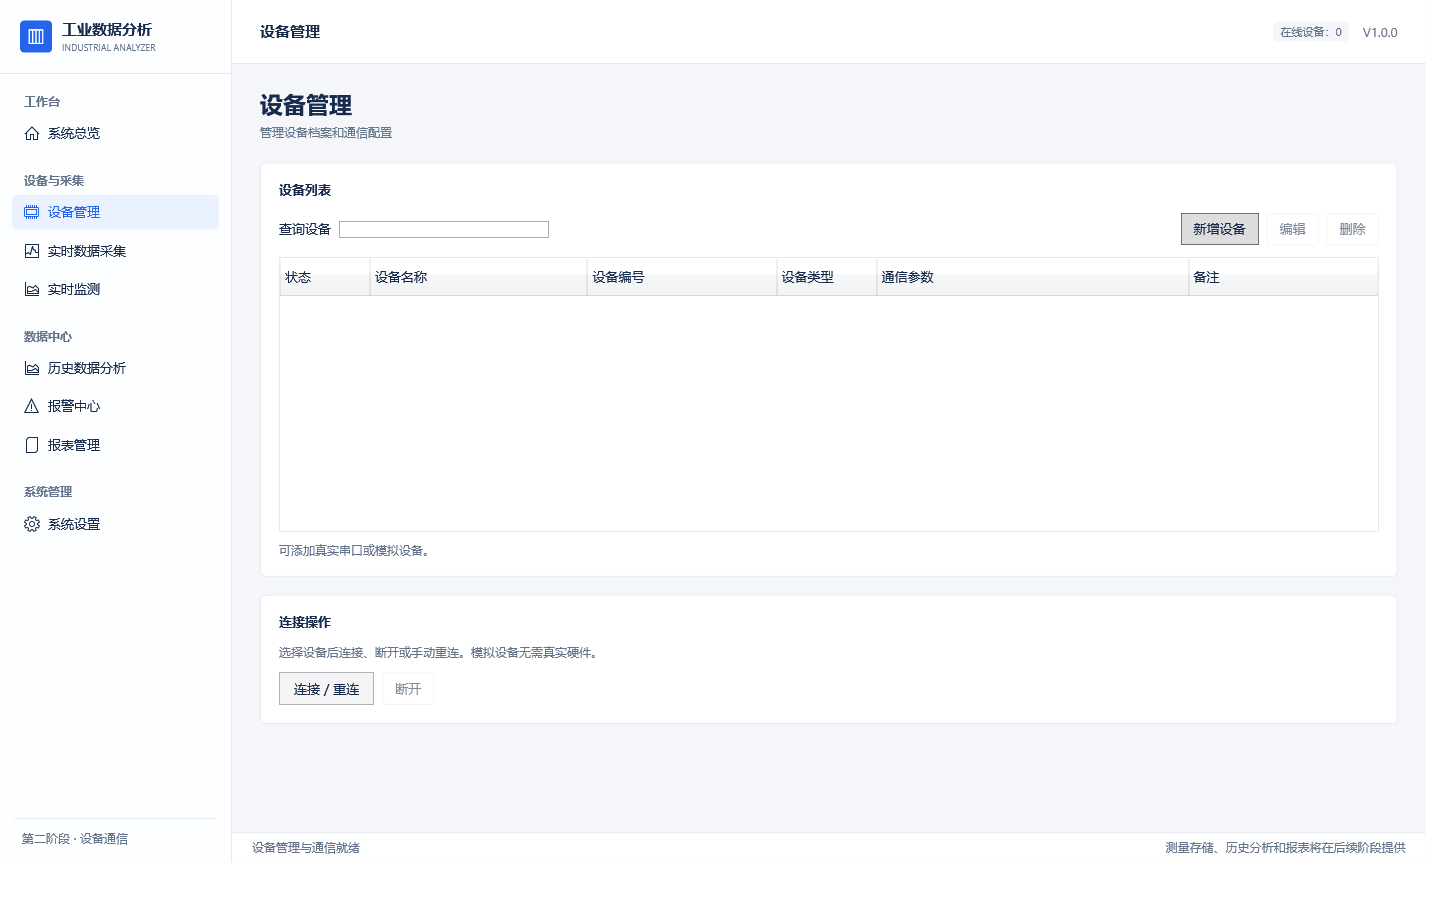 工业数据分析
INDUSTRIAL ANALYZER
工作台
系统总览
设备与采集
设备管理
实时数据采集
实时监测
数据中心
历史数据分析
报警中心
报表管理
系统管理
系统设置
第二阶段 · 设备通信
设备管理
在线设备：0 V1.0.0
设备管理
管理设备档案和通信配置
设备列表
查询设备 新增设备 编辑 删除
状态 设备名称 设备编号 设备类型 通信参数 备注
可添加真实串口或模拟设备。
连接操作
选择设备后连接、断开或手动重连。模拟设备无需真实硬件。
连接 / 重连 断开
设备管理与通信就绪 测量存储、历史分析和报表将在后续阶段提供